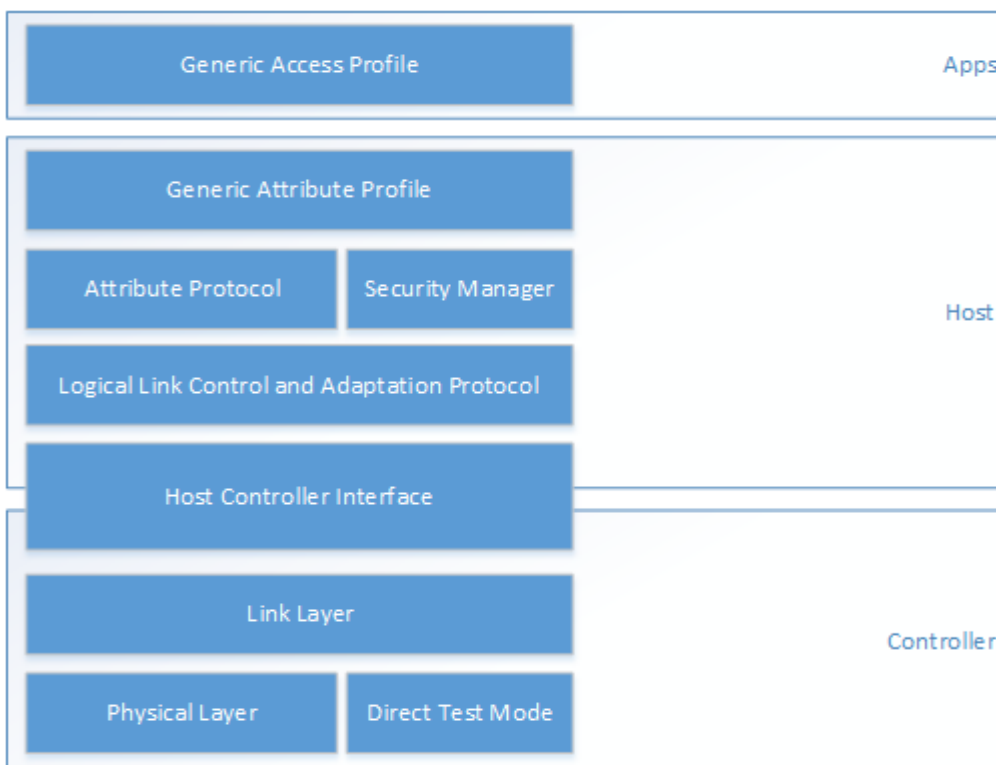 Generic Access Profile
Apps
Generic Attribute Profile
Attribute Protocol
Security Manager
Host
Logical Link Control and Adaptation Protocol
Host Controller Interface
Link Layer
Controller
Physical Layer
Direct Test Mode